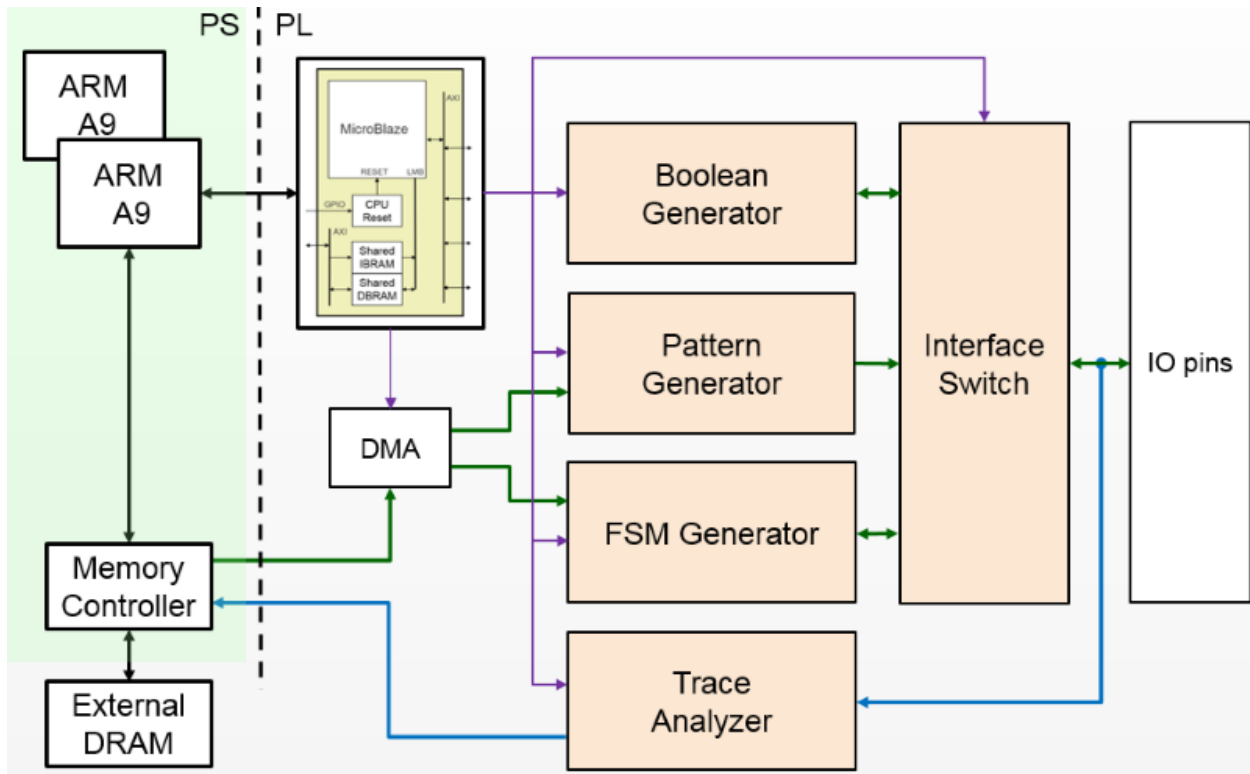 PS
PL
ARM
A9
ARM
A9
MicroBlaze
AXI
RESET
LMB
GPIO
CPU
Reset
AXI
Shared
IBRAM
Shared
DBRAM
Boolean
Generator
Pattern
Generator
Interface
Switch
IO pins
DMA
FSM Generator
Memory
Controller
Trace
Analyzer
External
DRAM